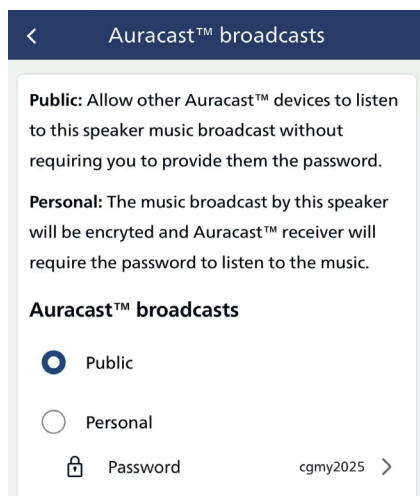 Auracast™ broadcasts
Public: Allow other Auracast™ devices to listen
to this speaker music broadcast without
requiring you to provide them the password.
Personal: The music broadcast by this speaker
will be encryted and Auracast™ receiver will
require the password to listen to the music.
Auracast™ broadcasts
Public
Personal
Password cgmy2025